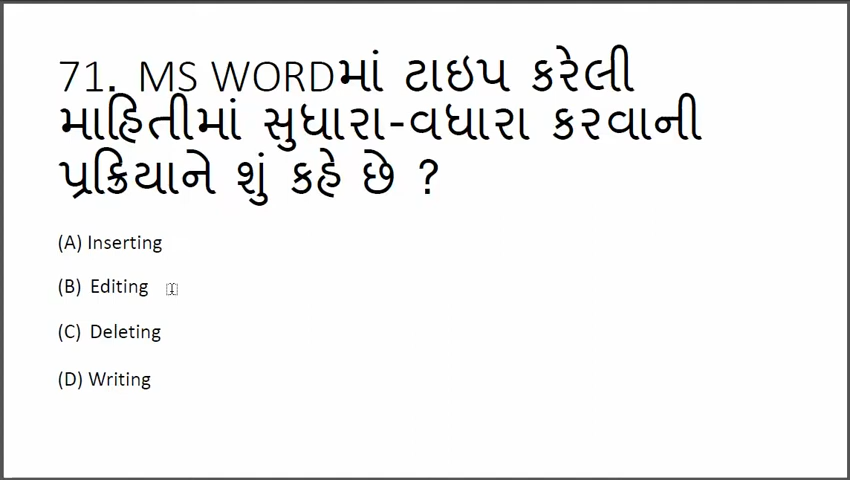 71. MS WORDમાં ટાઇપ કરેલી
માહિતીમાં સુધારા-વધારા કરવાની
પ્રક્રિયાને શું કહે છે ?
(A) Inserting
(B) Editing
(C) Deleting
(D) Writing